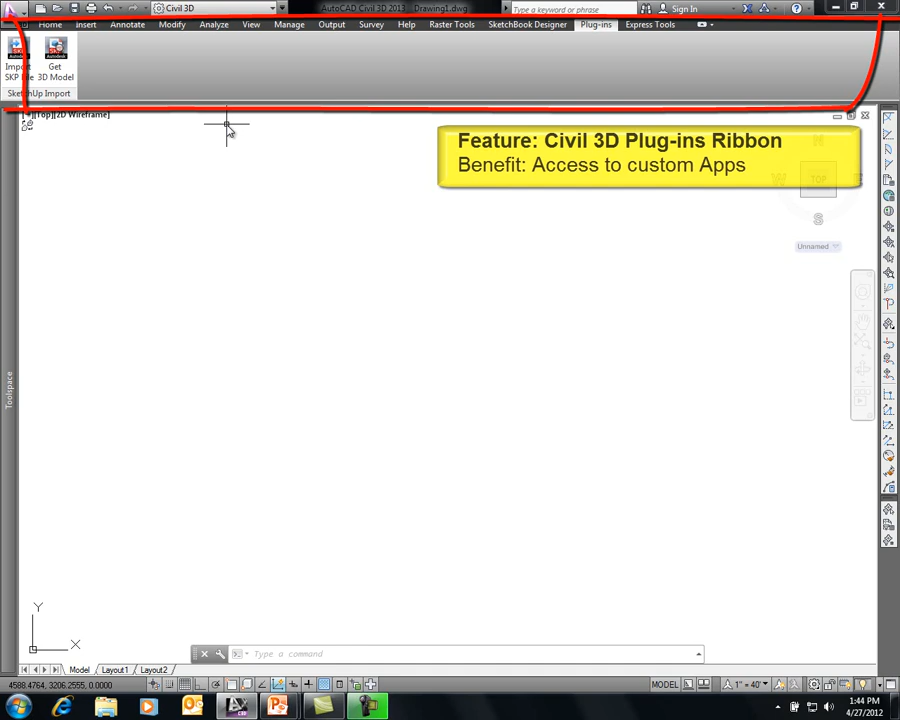 Civil 3D
AutoCAD Civil 3D 2013 Drawing1.dwg
Type a keyword or phrase
Sign In
Home Insert Annotate Modify Analyze View Manage Output Survey Help Raster Tools SketchBook Designer Plug-ins Express Tools
Import
SKP File
Get
3D Model
SketchUp Import
[Top][2D Wireframe]
Feature: Civil 3D Plug-ins Ribbon
Benefit: Access to custom Apps
TOP
W
S
Unnamed
Toolspace
Y
X
Type a command
Model Layout1 Layout2
4588.4764, 3206.2555, 0.0000
MODEL
1" = 40'
1:44 PM
4/27/2012